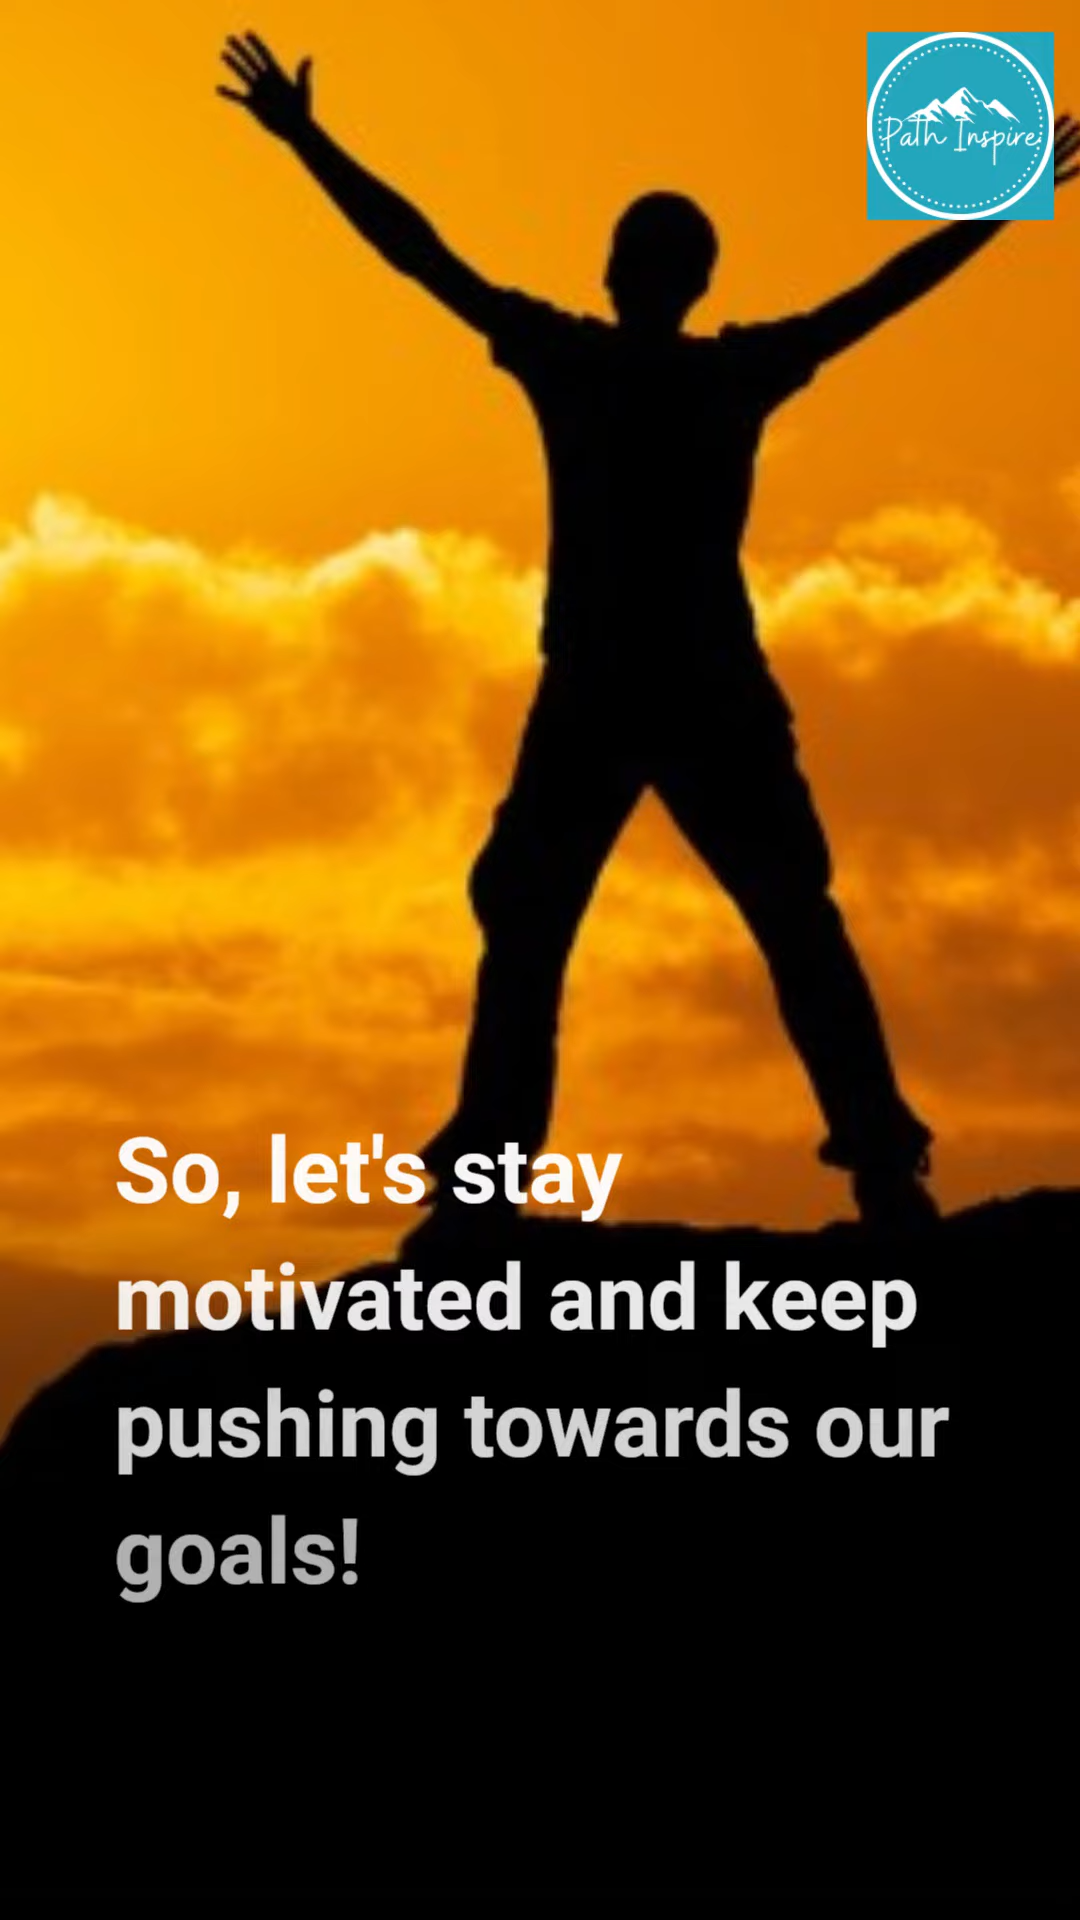 Path Inspire
So, let's stay
motivated and keep
pushing towards our
goals!